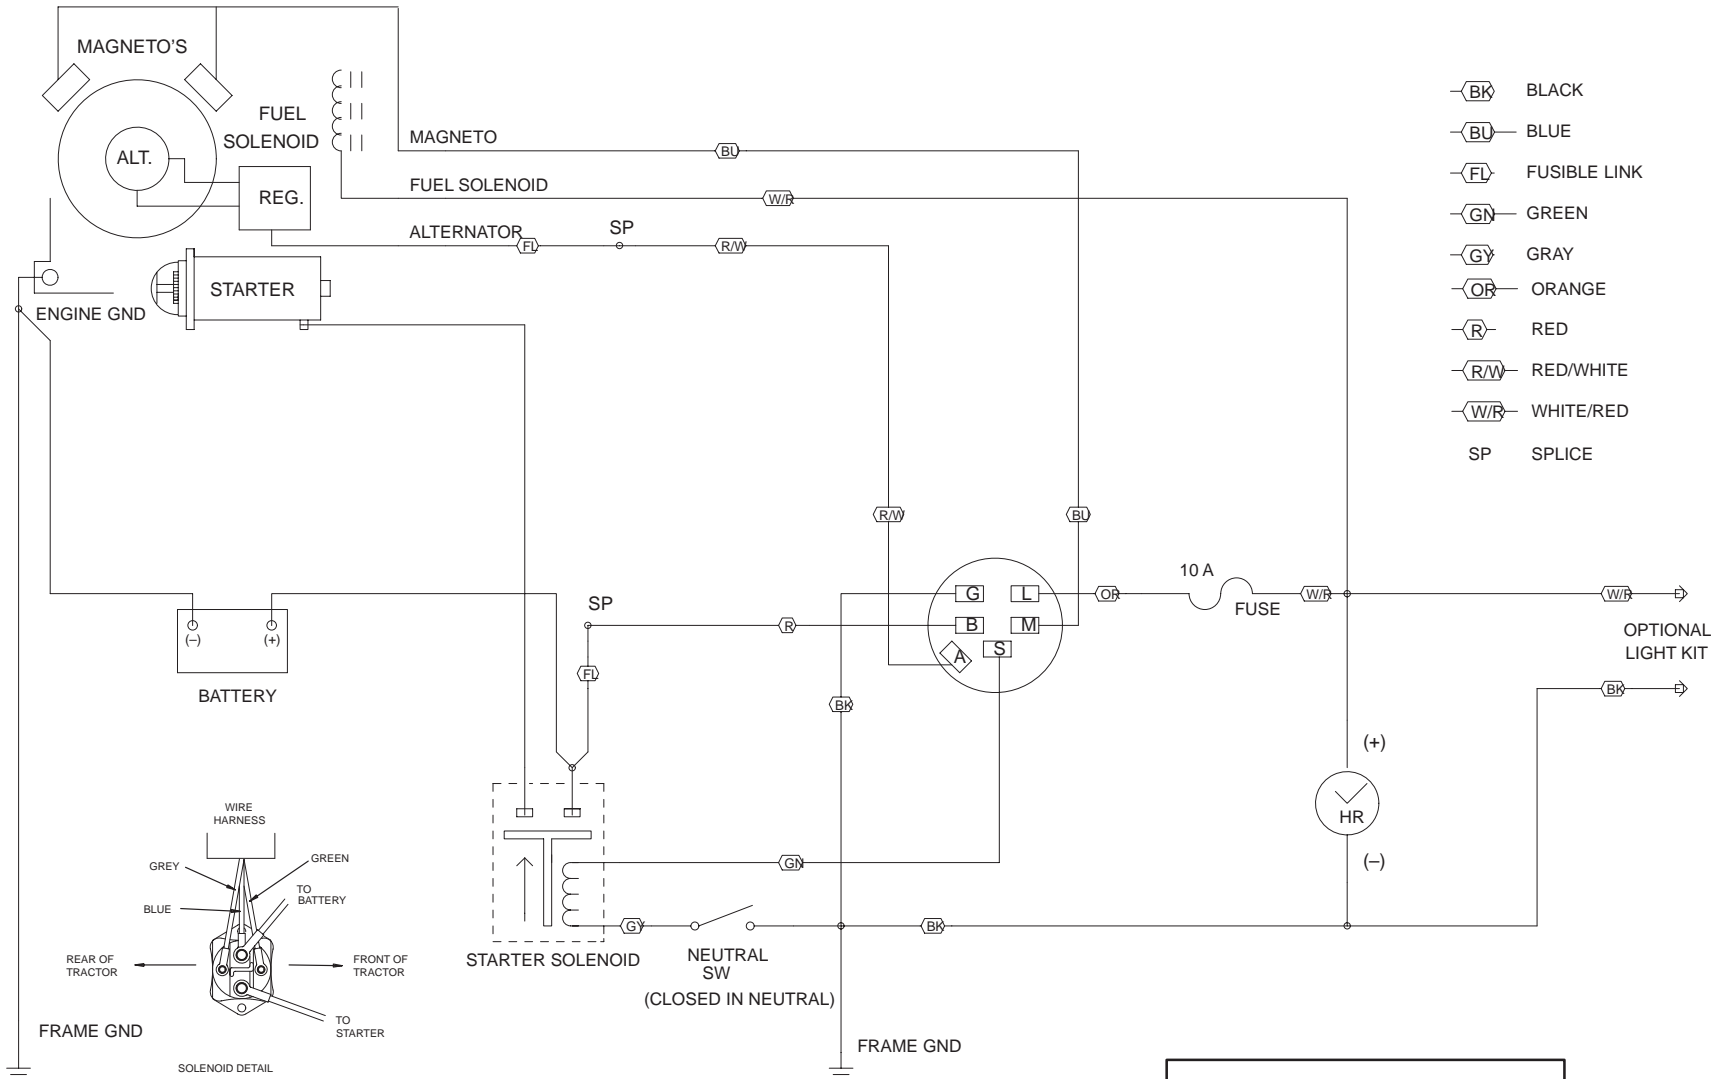 MAGNETO'S
FUEL
SOLENOID
ALT.
REG.
MAGNETO
BU
FUEL SOLENOID
W/R
ALTERNATOR
FL
SP
R/W
STARTER
ENGINE GND
BK BLACK
BU BLUE
FL FUSIBLE LINK
GN GREEN
GY GRAY
OR ORANGE
R RED
R/W RED/WHITE
W/R WHITE/RED
SP SPLICE
R/W
BU
G
L
B
M
A
S
OR
10 A
FUSE
W/R
W/R
OPTIONAL
LIGHT KIT
BK
(–)
(+)
BATTERY
SP
R
FL
BK
(+)
HR
(–)
GN
GY
BK
STARTER SOLENOID
NEUTRAL
SW
(CLOSED IN NEUTRAL)
FRAME GND
WIRE
HARNESS
GREY
GREEN
BLUE
TO
BATTERY
REAR OF
TRACTOR
FRONT OF
TRACTOR
TO
STARTER
FRAME GND
SOLENOID DETAIL